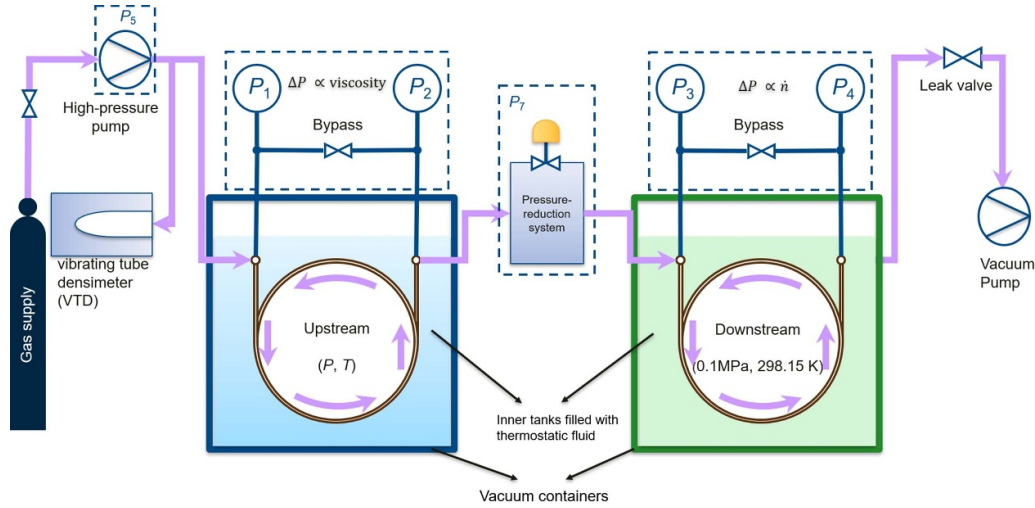 P5
High-pressure
pump
Gas supply
vibrating tube
densimeter
(VTD)
P1
ΔP ∝ viscosity
P2
Bypass
Upstream
(P, T)
P7
Pressure-
reduction
system
P3
ΔP ∝ ṅ
P4
Bypass
Downstream
(0.1MPa, 298.15 K)
Leak valve
Vacuum
Pump
Inner tanks filled with
thermostatic fluid
Vacuum containers